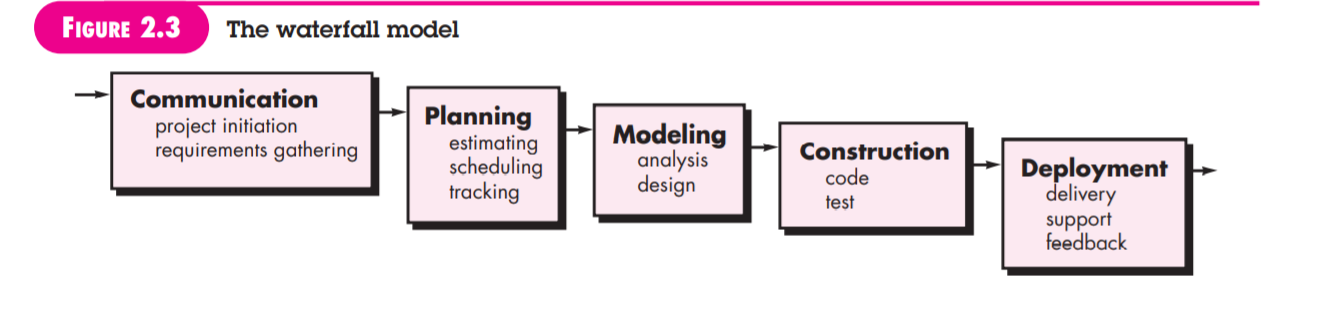 FIGURE 2.3
The waterfall model
Communication
project initiation
requirements gathering
Planning
estimating
scheduling
tracking
Modeling
analysis
design
Construction
code
test
Deployment
delivery
support
feedback